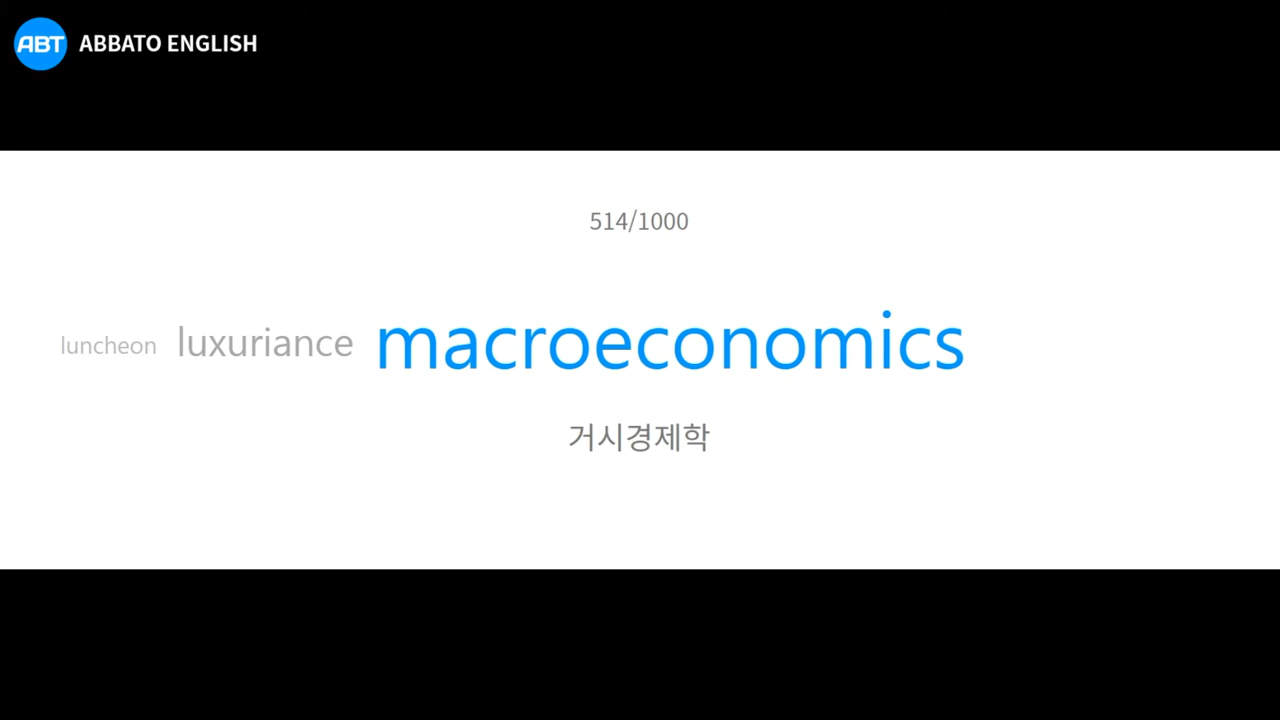 ABT ABBATO ENGLISH
514/1000
luncheon luxuriance macroeconomics
거시경제학